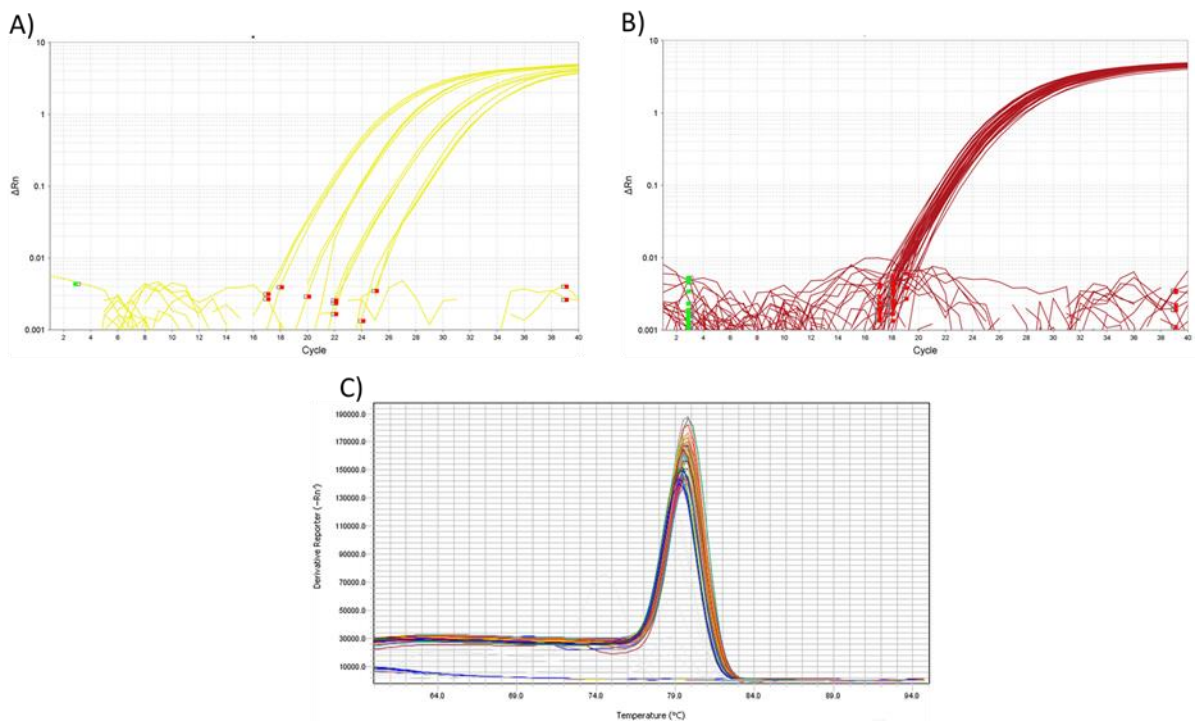 A)
10
1
0.1
0.01
0.001
ΔRn
2 4 6 8 10 12 14 16 18 20 22 24 26 28 30 32 34 36 38 40
Cycle
B)
10
1
0.1
0.01
0.001
ΔRn
2 4 6 8 10 12 14 16 18 20 22 24 26 28 30 32 34 36 38 40
Cycle
C)
190000.0
170000.0
150000.0
130000.0
110000.0
90000.0
70000.0
50000.0
30000.0
10000.0
Derivative Reporter (-Rn')
64.0 69.0 74.0 79.0 84.0 89.0 94.0
Temperature (°C)